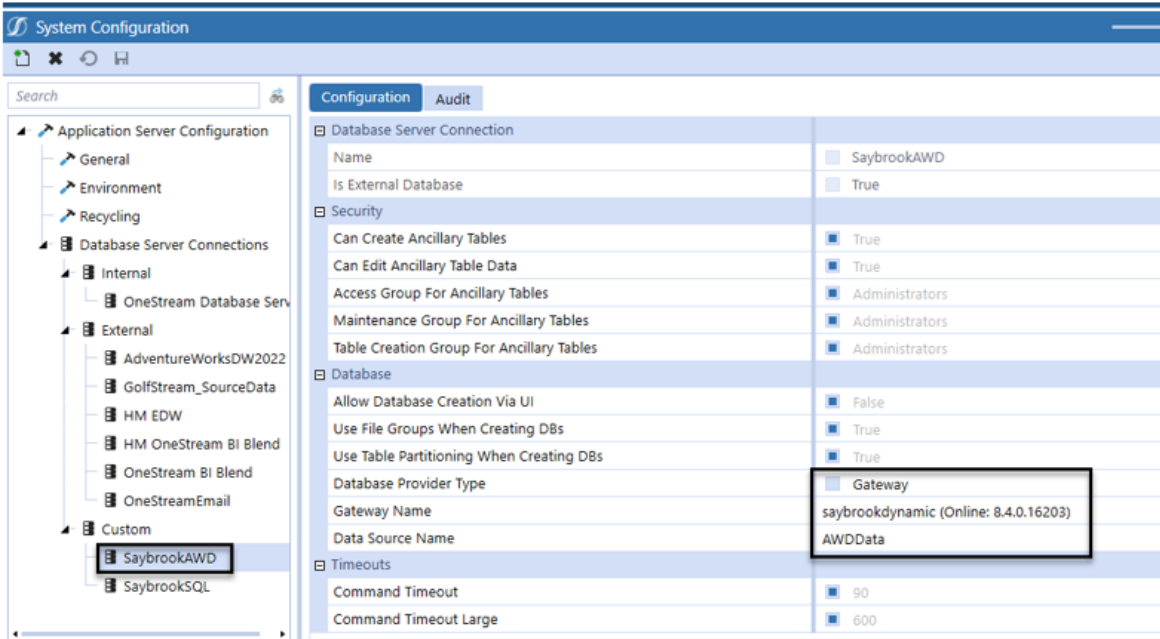 System Configuration
Search
Application Server Configuration
General
Environment
Recycling
Database Server Connections
Internal
OneStream Database Serv
External
AdventureWorksDW2022
GolfStream_SourceData
HM EDW
HM OneStream BI Blend
OneStream BI Blend
OneStreamEmail
Custom
SaybrookAWD
SaybrookSQL
Configuration Audit
Database Server Connection
Name SaybrookAWD
Is External Database True
Security
Can Create Ancillary Tables True
Can Edit Ancillary Table Data True
Access Group For Ancillary Tables Administrators
Maintenance Group For Ancillary Tables Administrators
Table Creation Group For Ancillary Tables Administrators
Database
Allow Database Creation Via UI False
Use File Groups When Creating DBs True
Use Table Partitioning When Creating DBs True
Database Provider Type Gateway
Gateway Name saybrookdynamic (Online: 8.4.0.16203)
Data Source Name AWDData
Timeouts
Command Timeout 90
Command Timeout Large 600